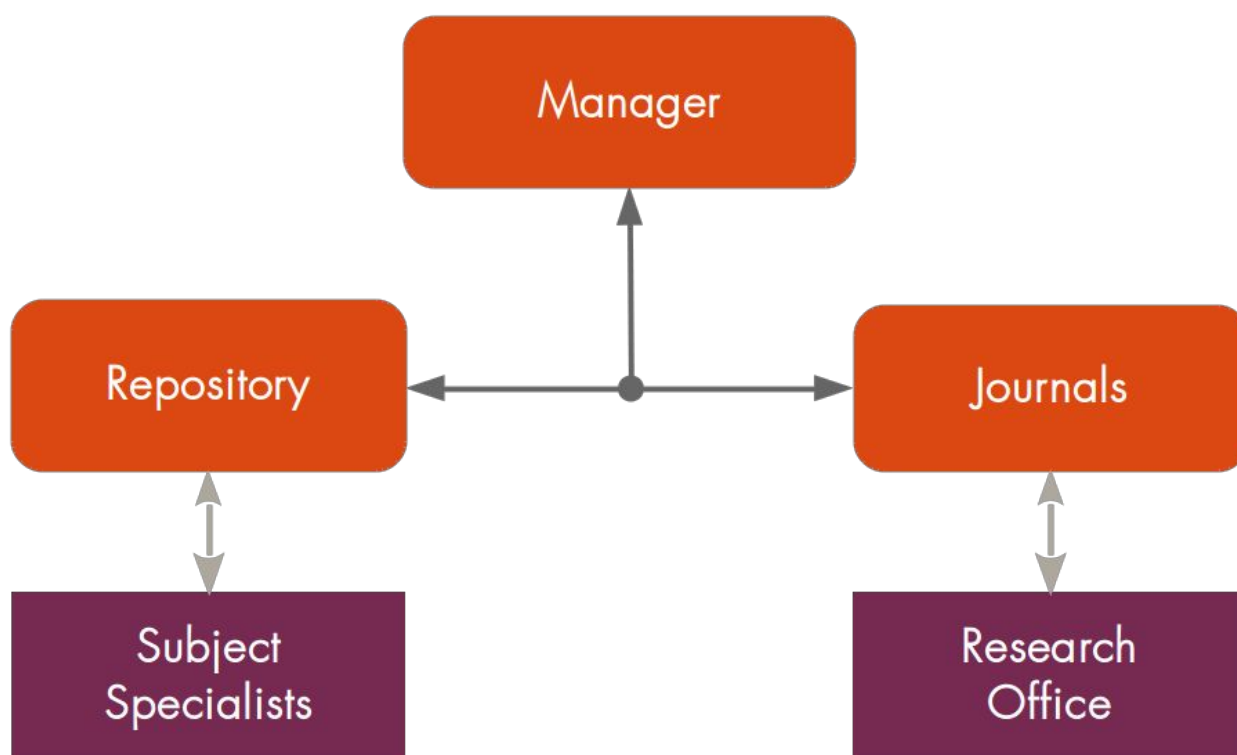 Manager
Repository
Journals
Subject
Specialists
Research
Office